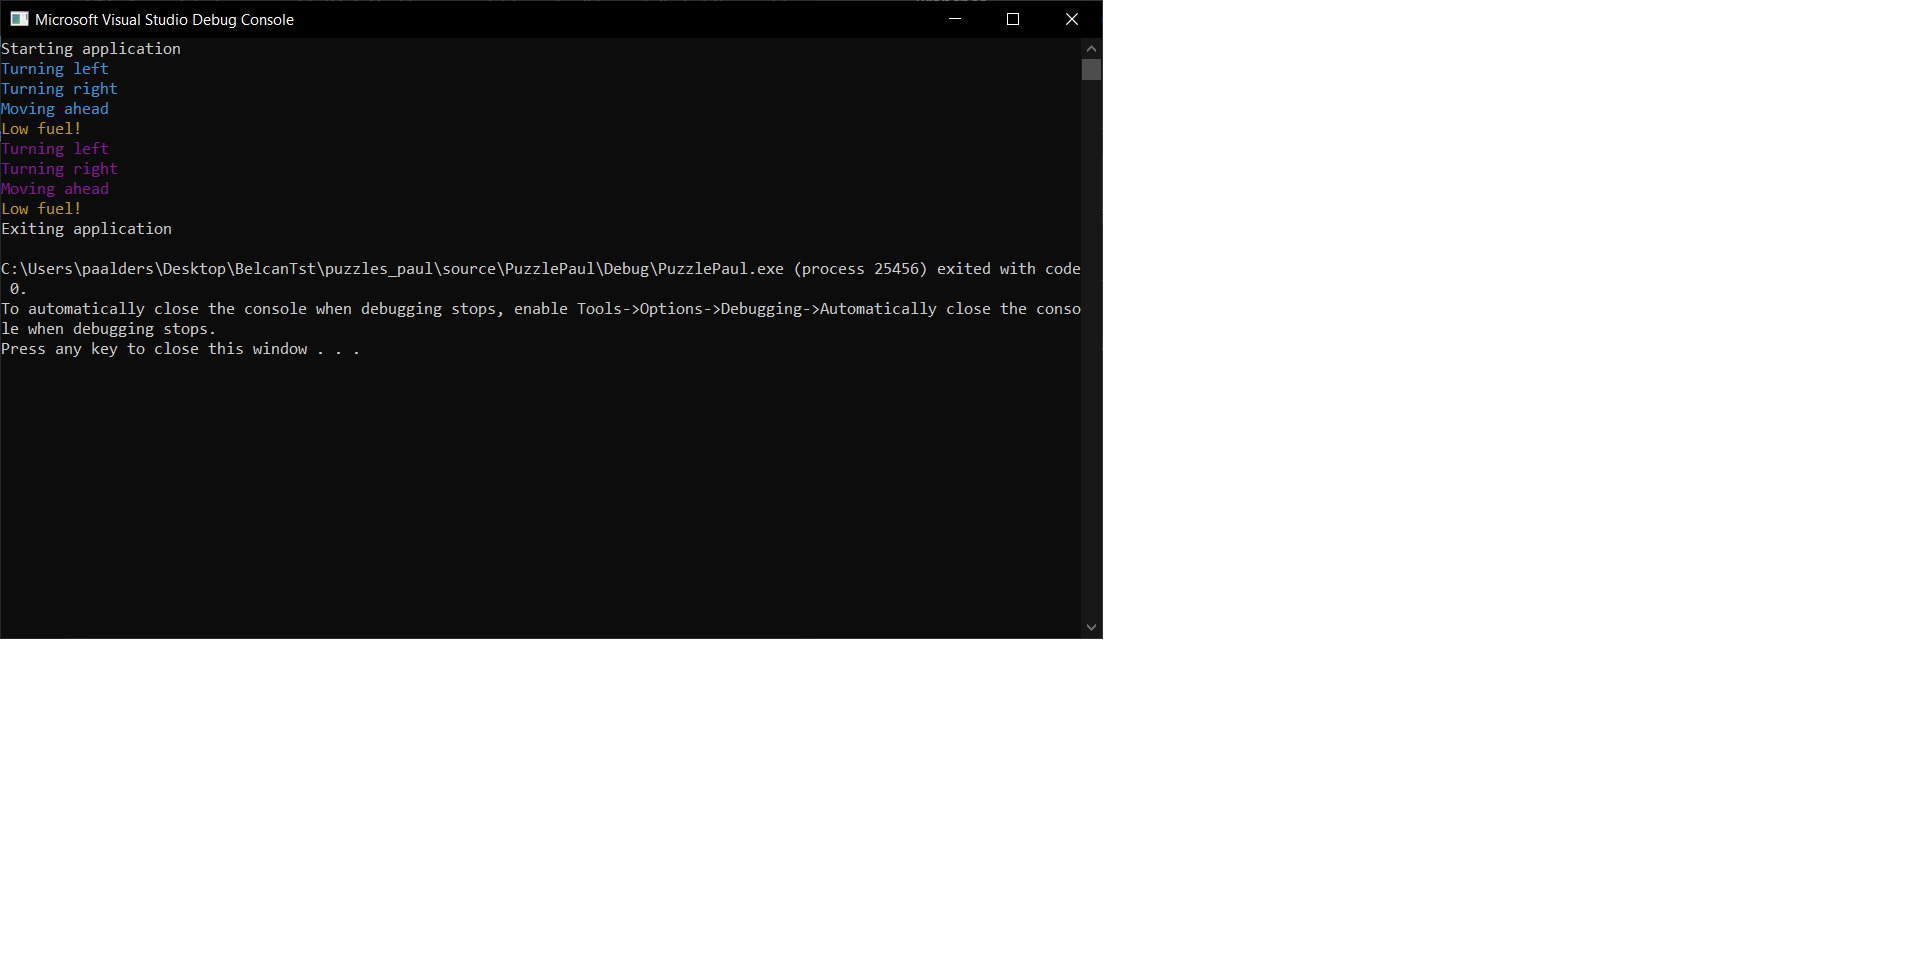 Microsoft Visual Studio Debug Console
Starting application
Turning left
Turning right
Moving ahead
Low fuel!
Turning left
Turning right
Moving ahead
Low fuel!
Exiting application
C:\Users\paalders\Desktop\BelcanTst\puzzles_paul\source\PuzzlePaul\Debug\PuzzlePaul.exe (process 25456) exited with code
0.
To automatically close the console when debugging stops, enable Tools->Options->Debugging->Automatically close the conso
le when debugging stops.
Press any key to close this window . . .